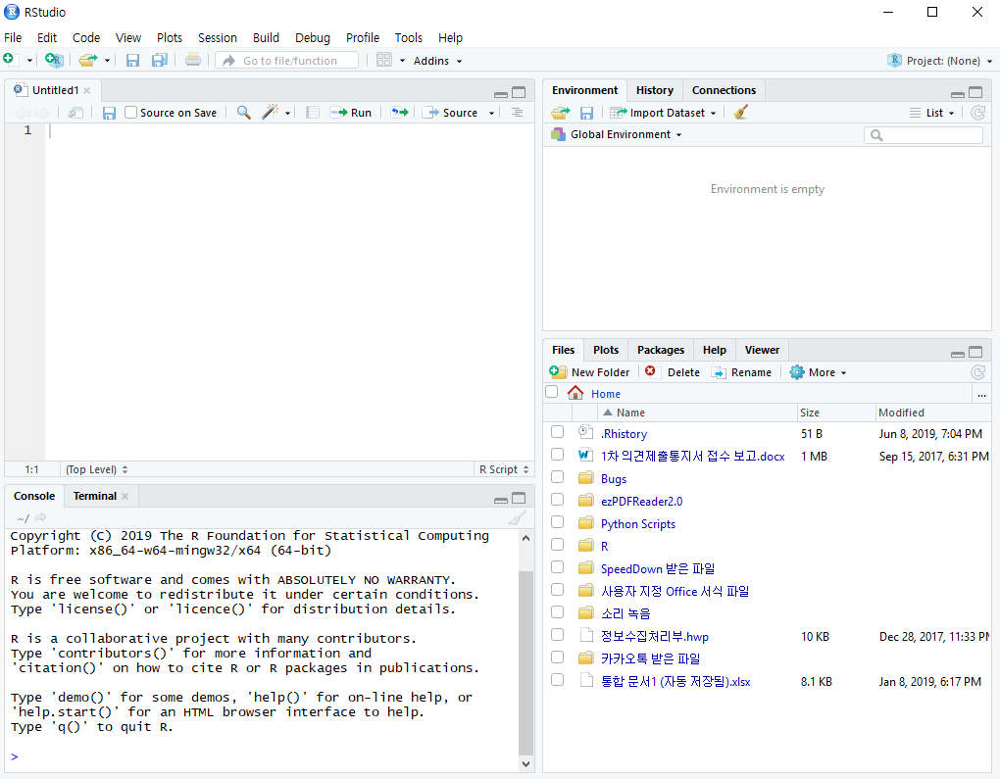 RStudio
File Edit Code View Plots Session Build Debug Profile Tools Help
Go to file/function Addins Project: (None)
Untitled1
Source on Save Run Source
1
1:1 (Top Level) R Script
Console Terminal
~/
Copyright (C) 2019 The R Foundation for Statistical Computing
Platform: x86_64-w64-mingw32/x64 (64-bit)
R is free software and comes with ABSOLUTELY NO WARRANTY.
You are welcome to redistribute it under certain conditions.
Type 'license()' or 'licence()' for distribution details.
R is a collaborative project with many contributors.
Type 'contributors()' for more information and
'citation()' on how to cite R or R packages in publications.
Type 'demo()' for some demos, 'help()' for on-line help, or
'help.start()' for an HTML browser interface to help.
Type 'q()' to quit R.
>
Environment History Connections
Import Dataset List
Global Environment
Environment is empty
Files Plots Packages Help Viewer
New Folder Delete Rename More
Home ...
Name Size Modified
.Rhistory 51 B Jun 8, 2019, 7:04 PM
1차 의견제출통지서 접수 보고.docx 1 MB Sep 15, 2017, 6:31 PM
Bugs
ezPDFReader2.0
Python Scripts
R
SpeedDown 받은 파일
사용자 지정 Office 서식 파일
소리 녹음
정보수집처리부.hwp 10 KB Dec 28, 2017, 11:33 PM
카카오톡 받은 파일
통합 문서1 (자동 저장됨).xlsx 8.1 KB Jan 8, 2019, 6:17 PM